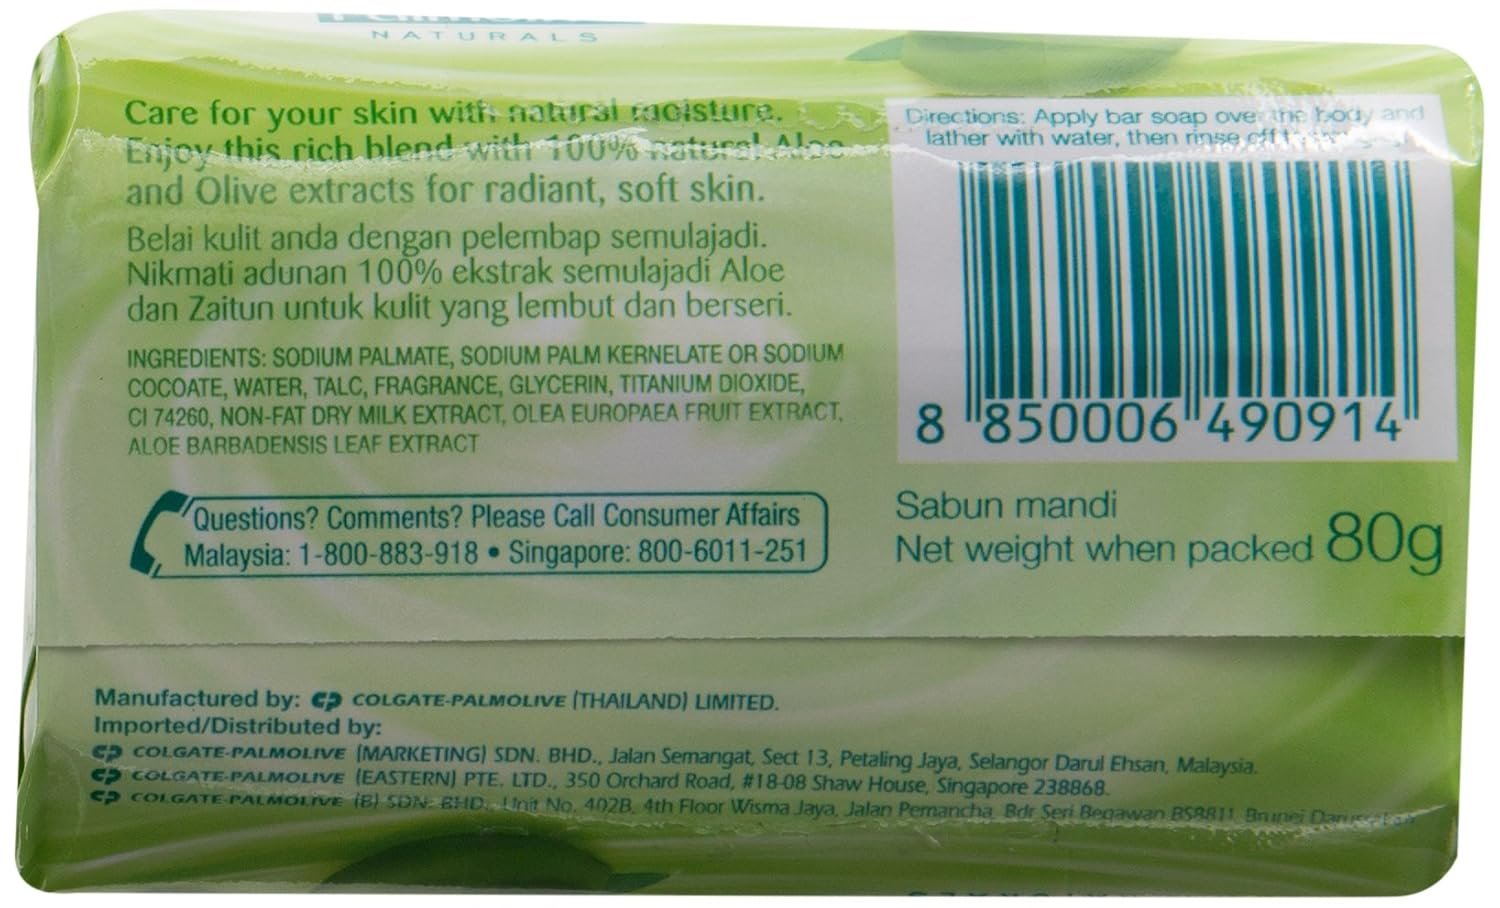 NATURALS
Care for your skin with natural moisture.
Enjoy this rich blend with 100% natural Aloe
and Olive extracts for radiant, soft skin.
Belai kulit anda dengan pelembap semulajadi.
Nikmati adunan 100% ekstrak semulajadi Aloe
dan Zaitun untuk kulit yang lembut dan berseri.
INGREDIENTS: SODIUM PALMATE, SODIUM PALM KERNELATE OR SODIUM
COCOATE, WATER, TALC, FRAGRANCE, GLYCERIN, TITANIUM DIOXIDE,
CI 74260, NON-FAT DRY MILK EXTRACT, OLEA EUROPAEA FRUIT EXTRACT,
ALOE BARBADENSIS LEAF EXTRACT
Questions? Comments? Please Call Consumer Affairs
Malaysia: 1-800-883-918 • Singapore: 800-6011-251
Directions: Apply bar soap over the body and
lather with water, then rinse off
8 850006 490914
Sabun mandi
Net weight when packed 80g
Manufactured by: CP COLGATE-PALMOLIVE (THAILAND) LIMITED.
Imported/Distributed by:
CP COLGATE-PALMOLIVE (MARKETING) SDN. BHD., Jalan Semangat, Sect 13, Petaling Jaya, Selangor Darul Ehsan, Malaysia.
CP COLGATE-PALMOLIVE (EASTERN) PTE. LTD., 350 Orchard Road, #18-08 Shaw House, Singapore 238868.
CP COLGATE-PALMOLIVE (B) SDN. BHD., Unit No. 402B, 4th Floor Wisma Jaya, Jalan Pemancha, Bdr Seri Begawan BS8811, Brunei Darussalam